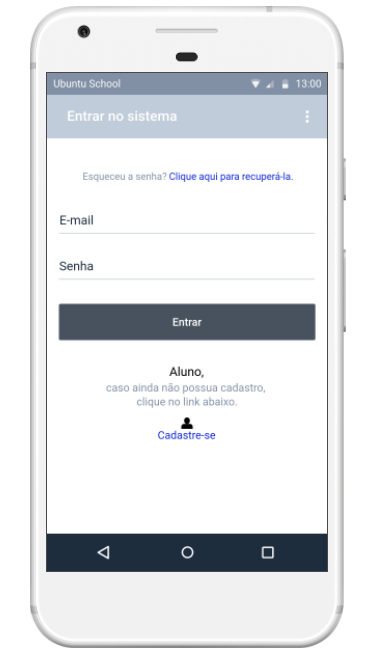 Ubuntu School 13:00
Entrar no sistema
Esqueceu a senha? Clique aqui para recuperá-la.
E-mail
Senha
Entrar
Aluno,
caso ainda não possua cadastro,
clique no link abaixo.
Cadastre-se